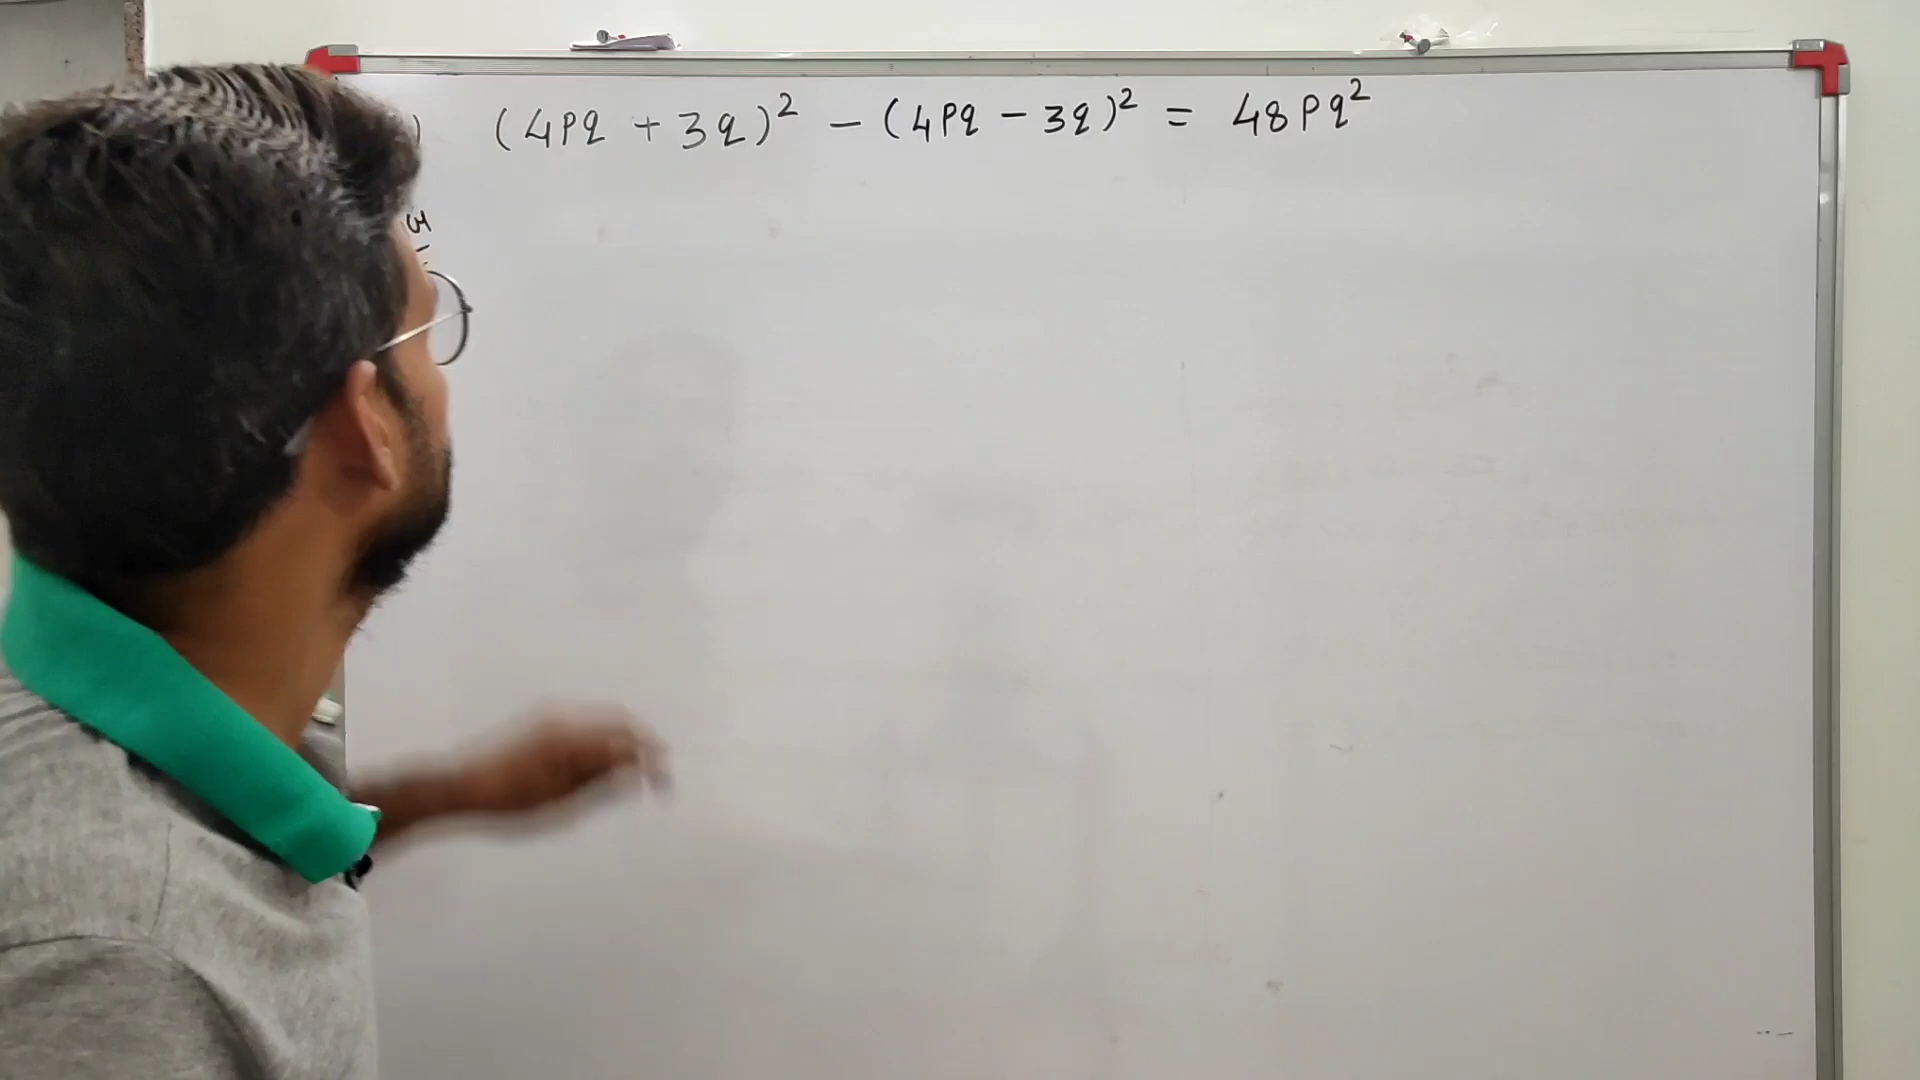 ) (4Pq + 3q)² – (4Pq – 3q)² = 48Pq²